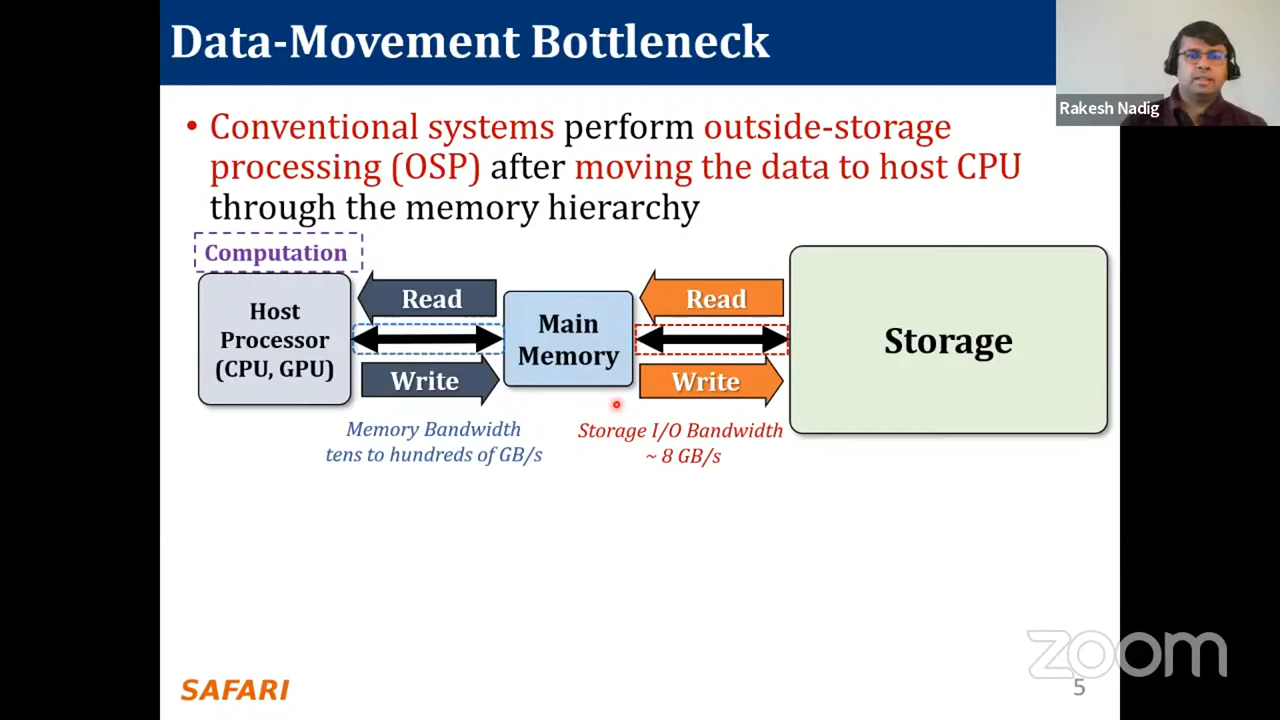 Data-Movement Bottleneck
Rakesh Nadig
• Conventional systems perform outside-storage
processing (OSP) after moving the data to host CPU
through the memory hierarchy
Computation
Host
Processor
(CPU, GPU)
Read
Write
Main
Memory
Read
Write
Storage
Memory Bandwidth
tens to hundreds of GB/s
Storage I/O Bandwidth
~ 8 GB/s
zoom
SAFARI
5